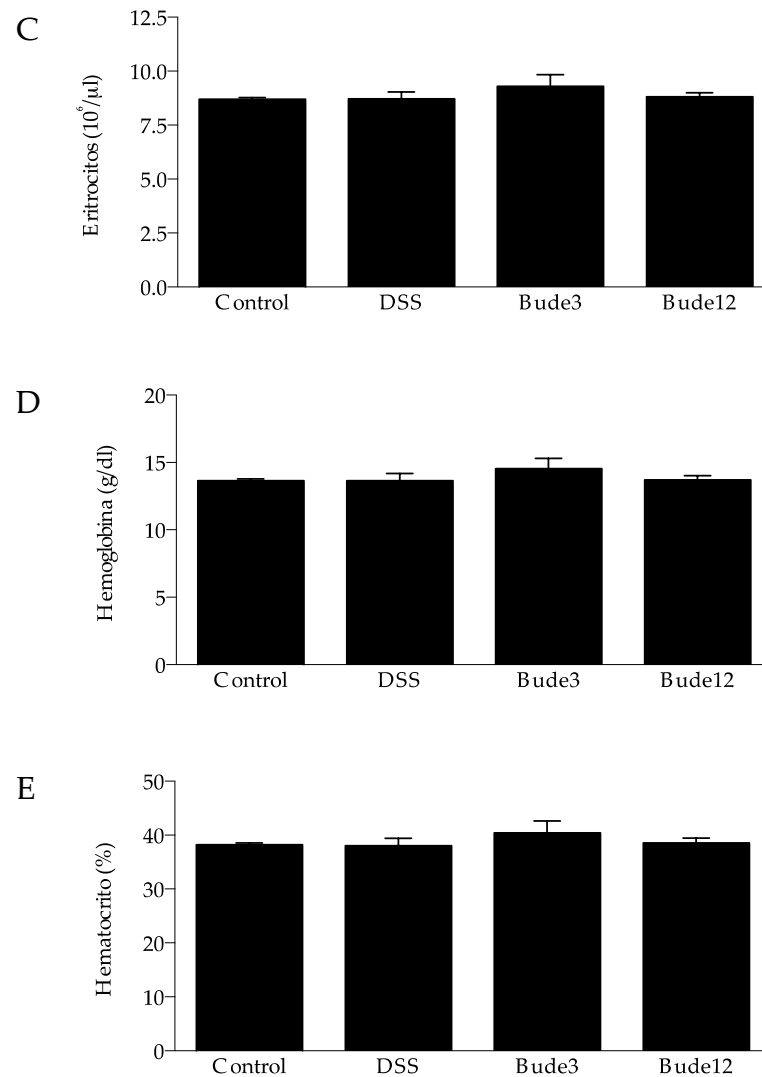 C
Eritrocitos (10⁶/µl)
12.5
10.0
7.5
5.0
2.5
0.0
Control DSS Bude3 Bude12
D
Hemoglobina (g/dl)
20
15
10
5
0
Control DSS Bude3 Bude12
E
Hematocrito (%)
50
40
30
20
10
0
Control DSS Bude3 Bude12